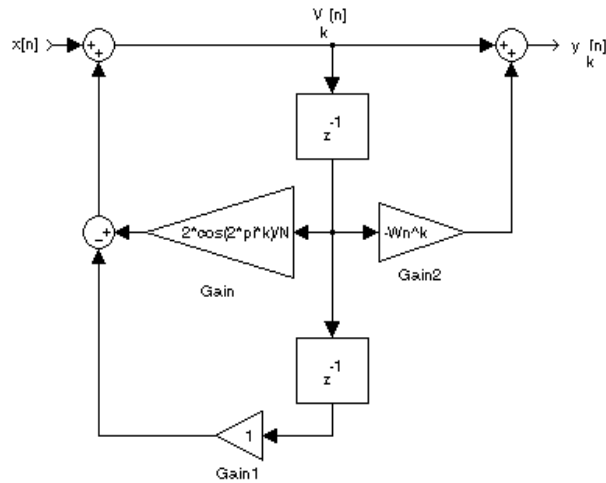 V [n]
k
x[n]
+
+
+
+
y [n]
k
-1
z
2*cos(2*pi*k)/N
-Wn^k
- +
Gain
Gain2
-1
z
1
Gain1